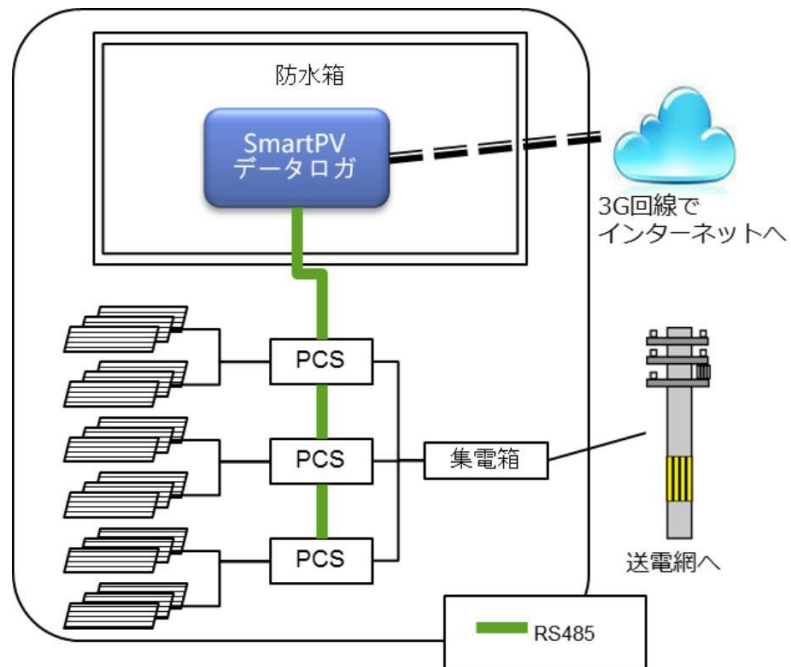 防水箱
SmartPV
データロガ
3G回線で
インターネットへ
PCS
PCS
集電箱
PCS
送電網へ
RS485